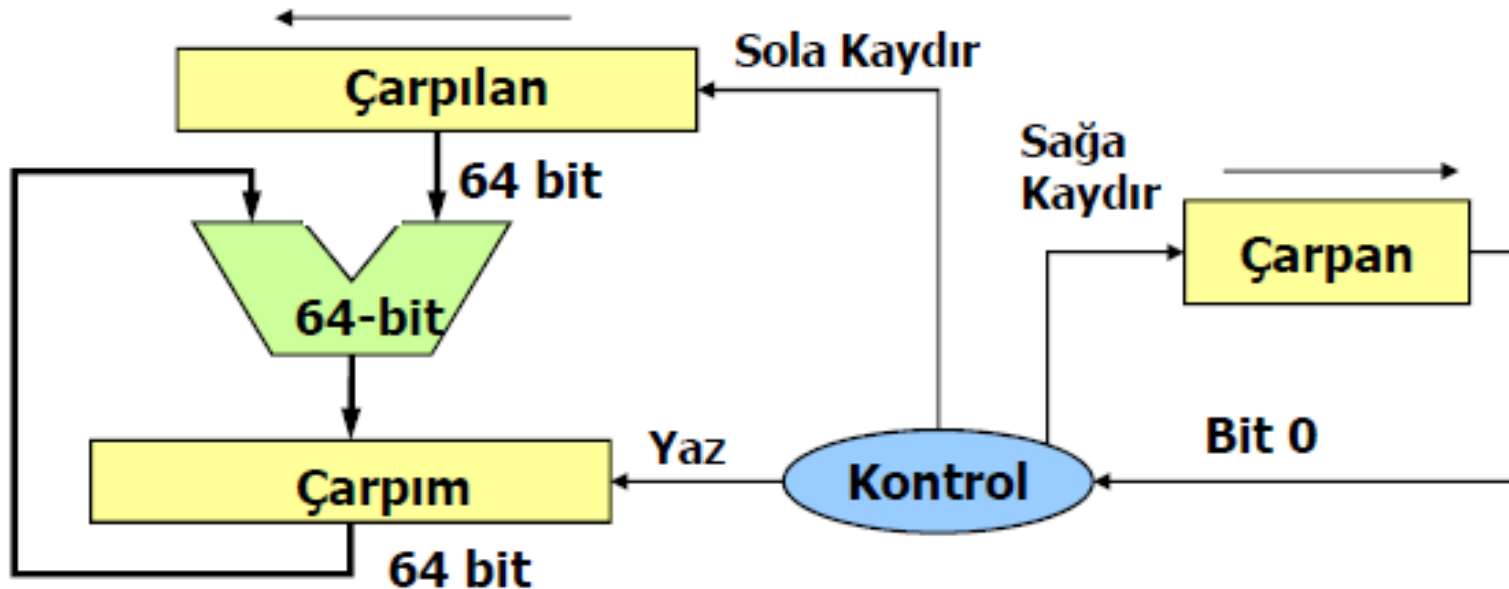 Sola Kaydır
Çarpılan
64 bit
Sağa
Kaydır
Çarpan
64-bit
Bit 0
Yaz
Kontrol
Çarpım
64 bit